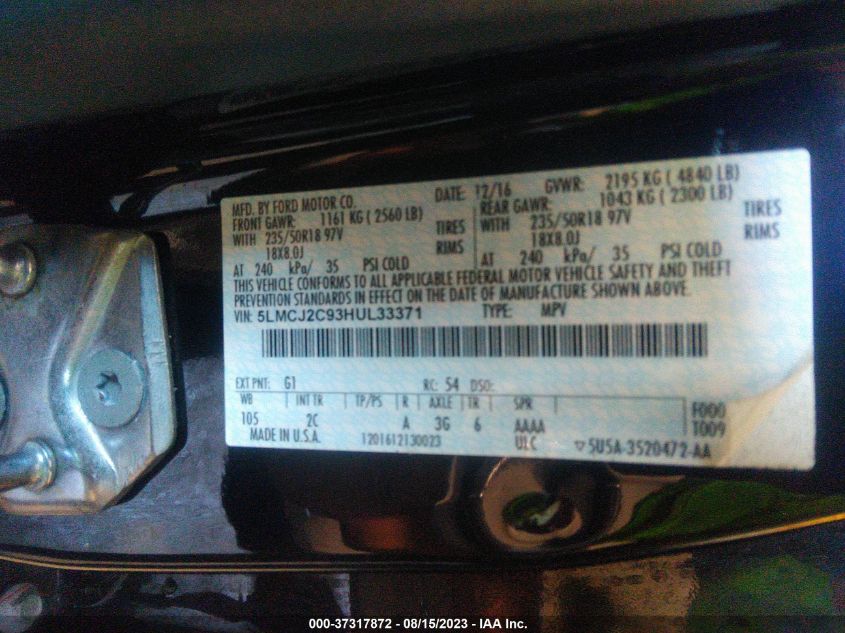 MFD. BY FORD MOTOR CO. DATE: 12/16 GVWR: 2195 KG ( 4840 LB)
FRONT GAWR: 1161 KG ( 2560 LB) REAR GAWR: 1043 KG ( 2300 LB)
WITH 235/50R18 97V TIRES WITH 235/50R18 97V TIRES
18X8.0J RIMS 18X8.0J RIMS
AT 240 kPa/ 35 PSI COLD AT 240 kPa/ 35 PSI COLD
THIS VEHICLE CONFORMS TO ALL APPLICABLE FEDERAL MOTOR VEHICLE SAFETY AND THEFT
PREVENTION STANDARDS IN EFFECT ON THE DATE OF MANUFACTURE SHOWN ABOVE.
VIN: 5LMCJ2C93HUL33371 TYPE: MPV
EXT PNT: G1 RC: 54 DSO:
WB INT TR TP/PS R AXLE TR SPR F000
105 2C A 3G 6 AAAA T009
MADE IN U.S.A. 1201612130023 ULC 5U5A-3520472-AA
000-37317872 - 08/15/2023 - IAA Inc.